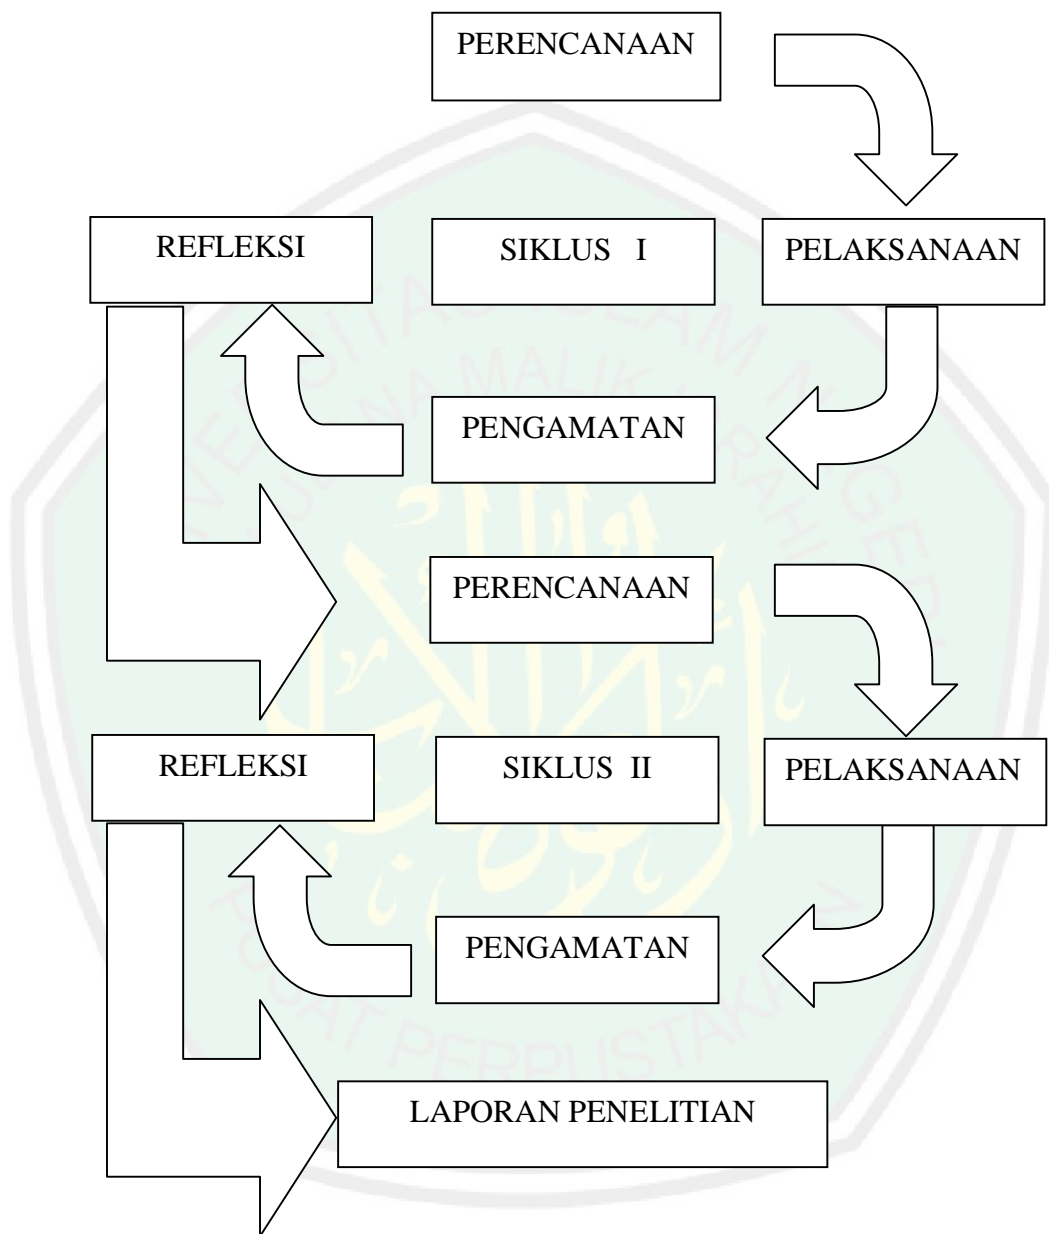 PERENCANAAN
REFLEKSI
SIKLUS I
PELAKSANAAN
PENGAMATAN
PERENCANAAN
REFLEKSI
SIKLUS II
PELAKSANAAN
PENGAMATAN
LAPORAN PENELITIAN